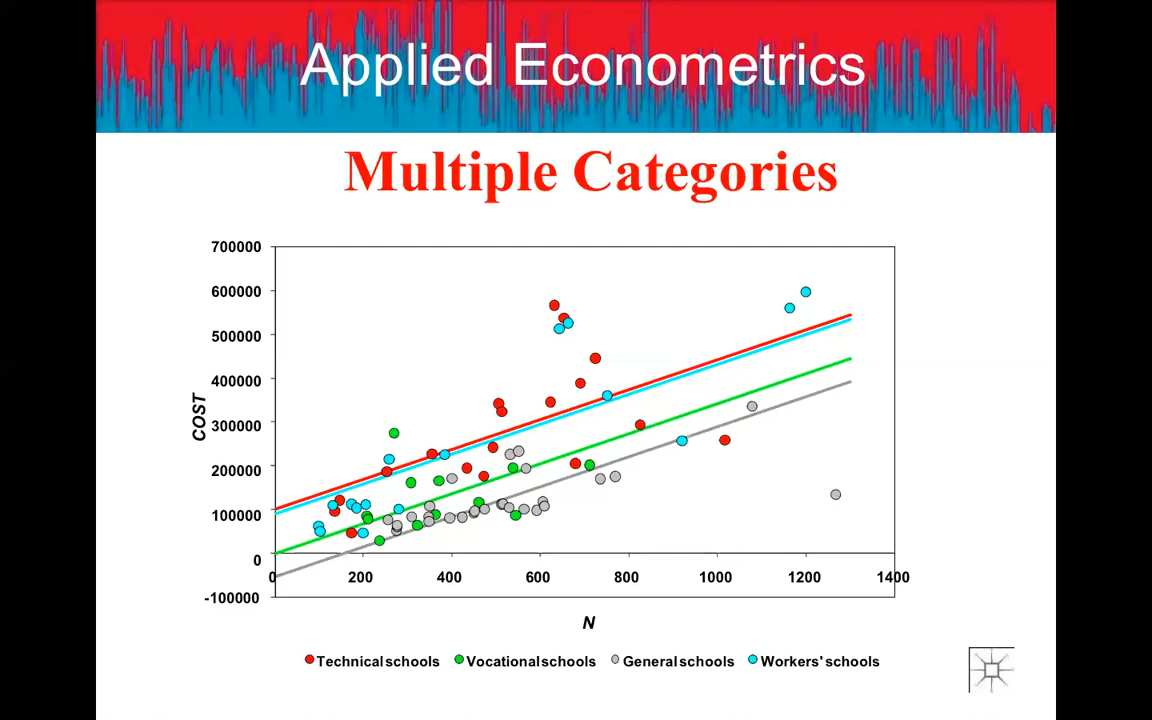 Applied Econometrics
Multiple Categories
700000
600000
500000
400000
300000
200000
100000
0
-100000
COST
0 200 400 600 800 1000 1200 1400
N
Technical schools Vocational schools General schools Workers' schools